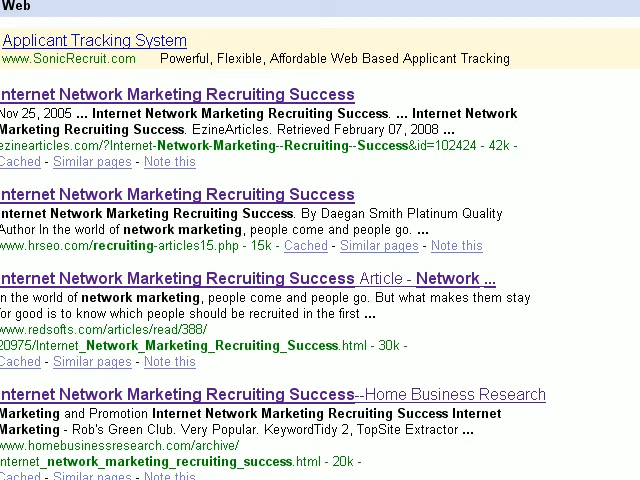 Web
Applicant Tracking System
www.SonicRecruit.com Powerful, Flexible, Affordable Web Based Applicant Tracking
nternet Network Marketing Recruiting Success
Nov 25, 2005 ... Internet Network Marketing Recruiting Success. ... Internet Network
Marketing Recruiting Success. EzineArticles. Retrieved February 07, 2008 ...
ezinearticles.com/?Internet-Network-Marketing--Recruiting--Success&id=102424 - 42k -
Cached - Similar pages - Note this
nternet Network Marketing Recruiting Success
nternet Network Marketing Recruiting Success. By Daegan Smith Platinum Quality
Author In the world of network marketing, people come and people go. ...
www.hrseo.com/recruiting-articles15.php - 15k - Cached - Similar pages - Note this
nternet Network Marketing Recruiting Success Article - Network ...
n the world of network marketing, people come and people go. But what makes them stay
for good is to know which people should be recruited in the first ...
www.redsofts.com/articles/read/388/
20975/Internet_Network_Marketing_Recruiting_Success.html - 30k -
Cached - Similar pages - Note this
nternet Network Marketing Recruiting Success--Home Business Research
Marketing and Promotion Internet Network Marketing Recruiting Success Internet
Marketing - Rob's Green Club. Very Popular. KeywordTidy 2, TopSite Extractor ...
www.homebusinessresearch.com/archive/
nternet_network_marketing_recruiting_success.html - 20k -
Cached - Similar pages - Note this